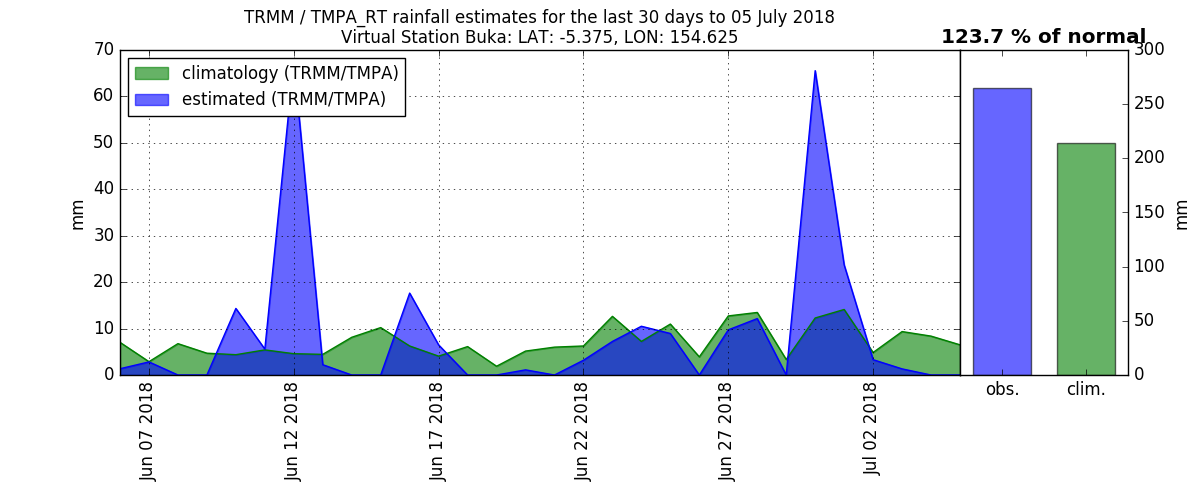 TRMM / TMPA_RT rainfall estimates for the last 30 days to 05 July 2018
Virtual Station Buka: LAT: -5.375, LON: 154.625
123.7 % of normal
climatology (TRMM/TMPA)
estimated (TRMM/TMPA)
70
60
50
40
30
20
10
0
mm
Jun 07 2018
Jun 12 2018
Jun 17 2018
Jun 22 2018
Jun 27 2018
Jul 02 2018
300
250
200
150
100
50
0
mm
obs.
clim.